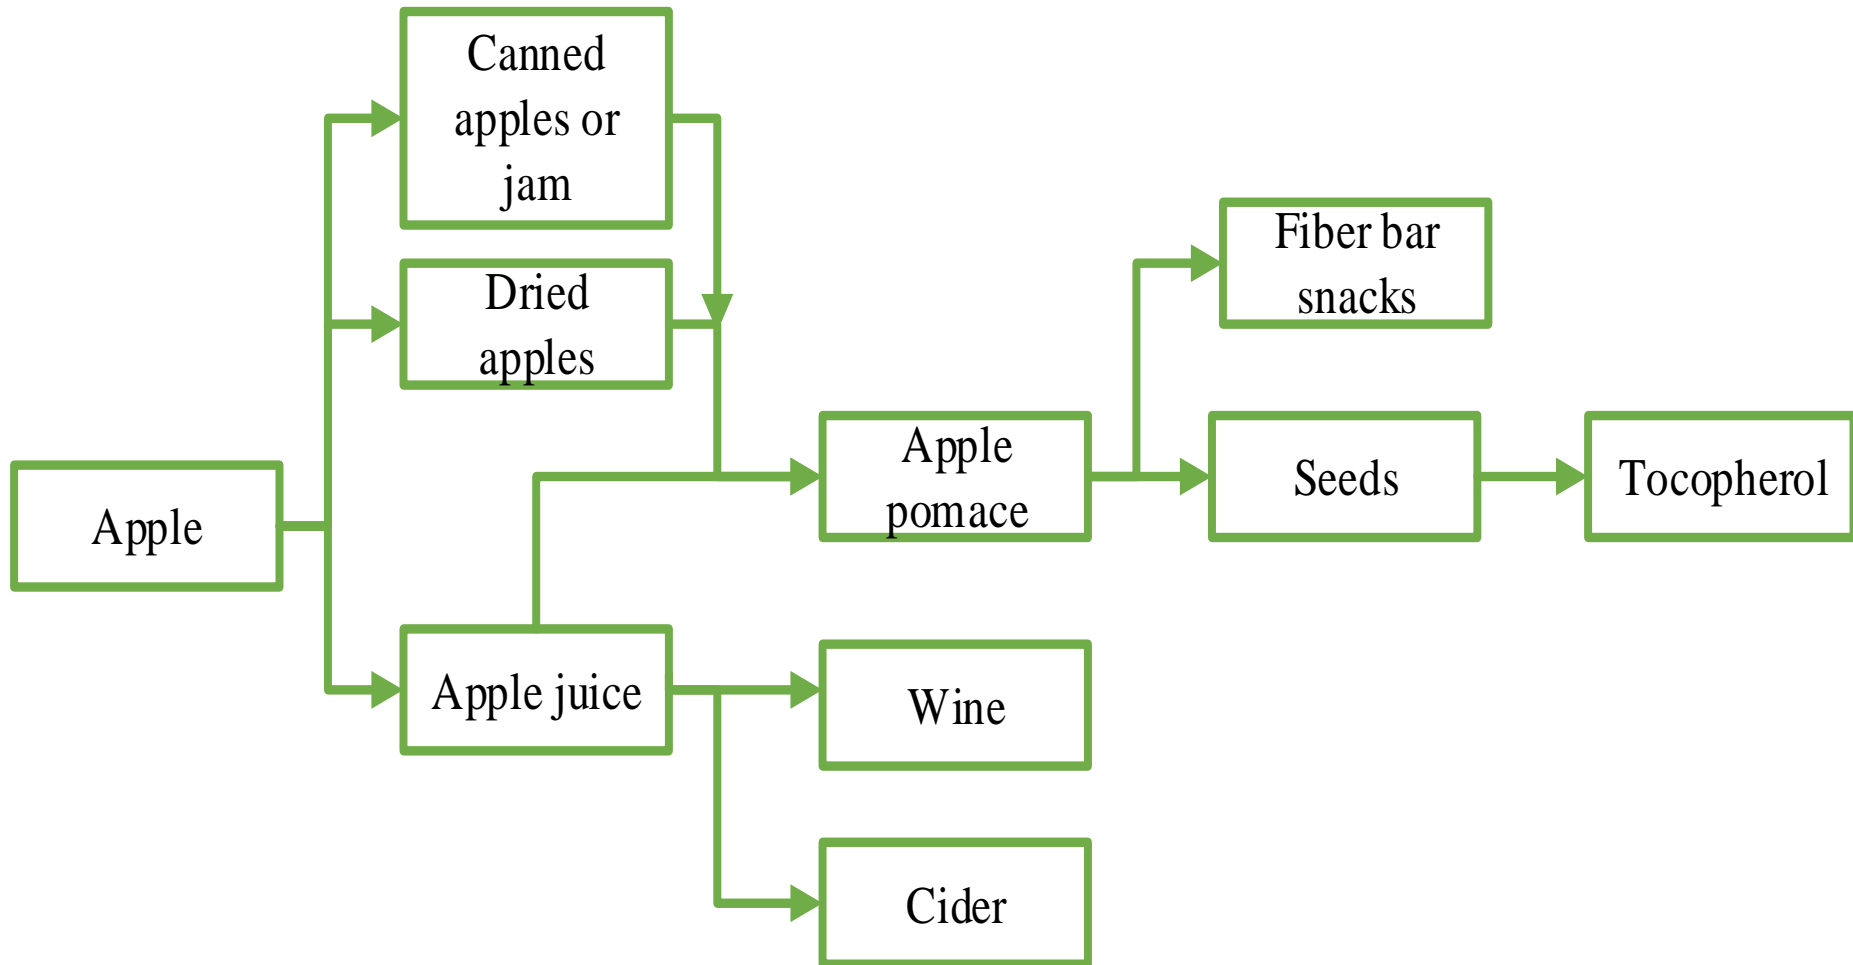 Canned
apples or
jam
Dried
apples
Fiber bar
snacks
Apple
Apple
pomace
Seeds
Tocopherol
Apple juice
Wine
Cider